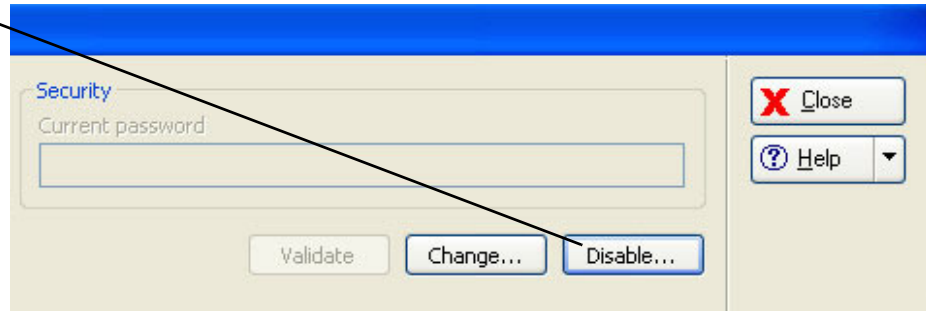 Security
Current password
Validate
Change...
Disable...
Close
Help